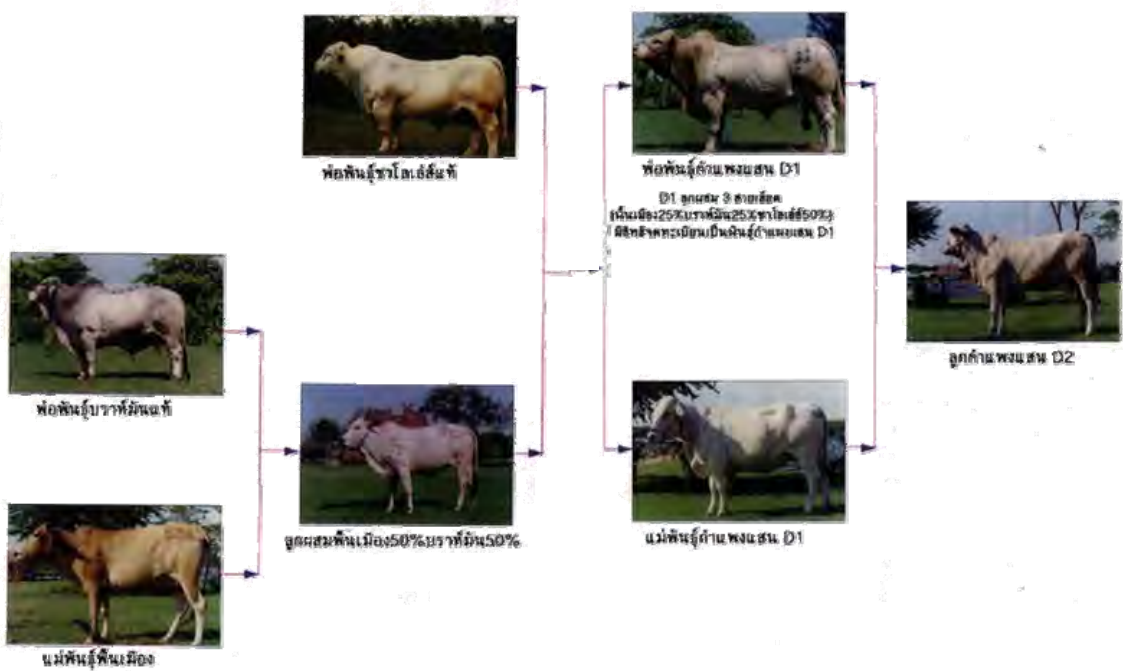 พ่อพันธุ์ชาโลเล่ส์แท้
พ่อพันธุ์กำแพงแสน D1
D1 ลูกผสม 3 สายเลือด
(พื้นเมือง25%บราห์มัน25%ชาโลเล่ส์50%)
มีสิทธิจดทะเบียนเป็นพันธุ์กำแพงแสน D1
ลูกกำแพงแสน D2
พ่อพันธุ์บราห์มันแท้
ลูกผสมพื้นเมือง50%บราห์มัน50%
แม่พันธุ์กำแพงแสน D1
แม่พันธุ์พื้นเมือง